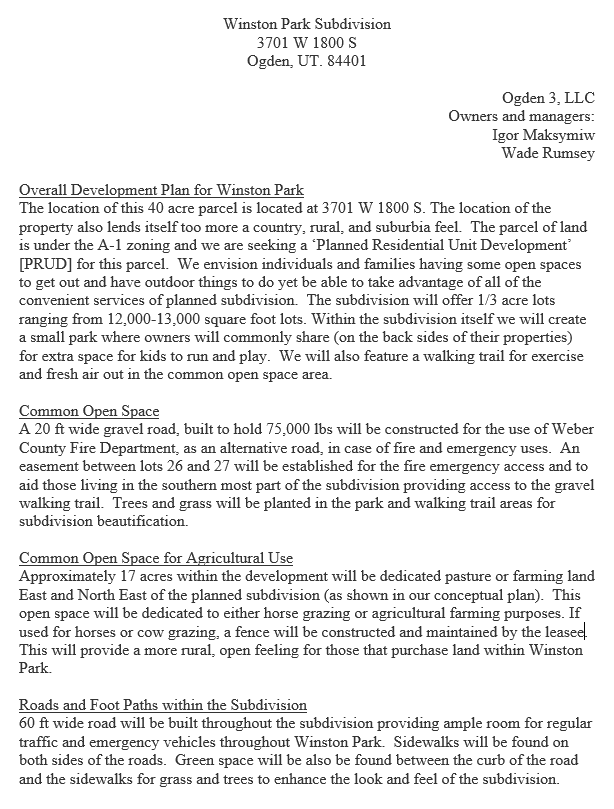 Winston Park Subdivision
3701 W 1800 S
Ogden, UT. 84401
Ogden 3, LLC
Owners and managers:
Igor Maksymiw
Wade Rumsey
Overall Development Plan for Winston Park
The location of this 40 acre parcel is located at 3701 W 1800 S. The location of the
property also lends itself too more a country, rural, and suburbia feel.  The parcel of land
is under the A-1 zoning and we are seeking a ‘Planned Residential Unit Development’
[PRUD] for this parcel.  We envision individuals and families having some open spaces
to get out and have outdoor things to do yet be able to take advantage of all of the
convenient services of planned subdivision.  The subdivision will offer 1/3 acre lots
ranging from 12,000-13,000 square foot lots. Within the subdivision itself we will create
a small park where owners will commonly share (on the back sides of their properties)
for extra space for kids to run and play.  We will also feature a walking trail for exercise
and fresh air out in the common open space area.
Common Open Space
A 20 ft wide gravel road, built to hold 75,000 lbs will be constructed for the use of Weber
County Fire Department, as an alternative road, in case of fire and emergency uses.  An
easement between lots 26 and 27 will be established for the fire emergency access and to
aid those living in the southern most part of the subdivision providing access to the gravel
walking trail.  Trees and grass will be planted in the park and walking trail areas for
subdivision beautification.
Common Open Space for Agricultural Use
Approximately 17 acres within the development will be dedicated pasture or farming land
East and North East of the planned subdivision (as shown in our conceptual plan).  This
open space will be dedicated to either horse grazing or agricultural farming purposes. If
used for horses or cow grazing, a fence will be constructed and maintained by the leasee.
This will provide a more rural, open feeling for those that purchase land within Winston
Park.
Roads and Foot Paths within the Subdivision
60 ft wide road will be built throughout the subdivision providing ample room for regular
traffic and emergency vehicles throughout Winston Park.  Sidewalks will be found on
both sides of the roads.  Green space will be also be found between the curb of the road
and the sidewalks for grass and trees to enhance the look and feel of the subdivision.